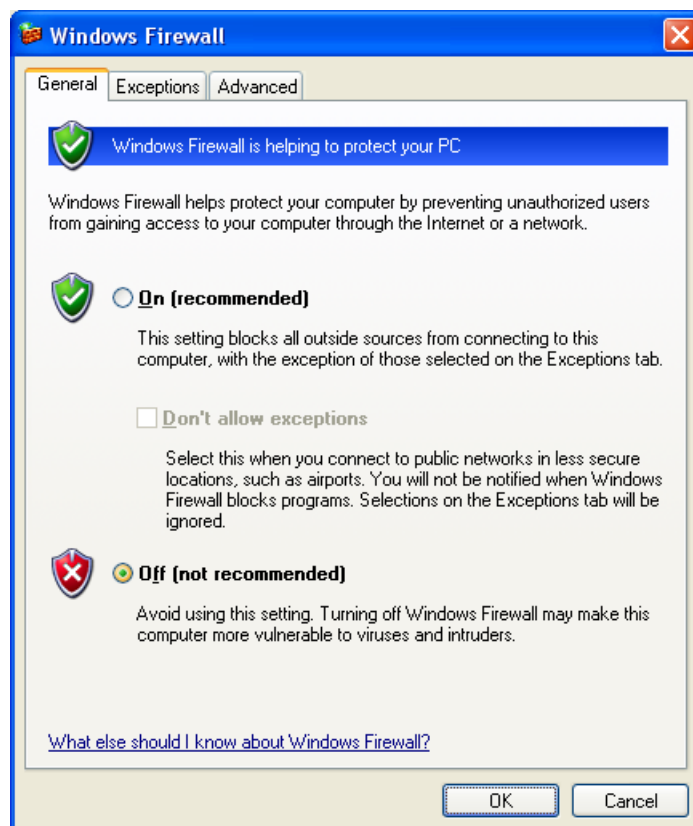 Windows Firewall
General Exceptions Advanced
Windows Firewall is helping to protect your PC
Windows Firewall helps protect your computer by preventing unauthorized users
from gaining access to your computer through the Internet or a network.
On (recommended)
This setting blocks all outside sources from connecting to this
computer, with the exception of those selected on the Exceptions tab.
Don't allow exceptions
Select this when you connect to public networks in less secure
locations, such as airports. You will not be notified when Windows
Firewall blocks programs. Selections on the Exceptions tab will be
ignored.
Off (not recommended)
Avoid using this setting. Turning off Windows Firewall may make this
computer more vulnerable to viruses and intruders.
What else should I know about Windows Firewall?
OK Cancel